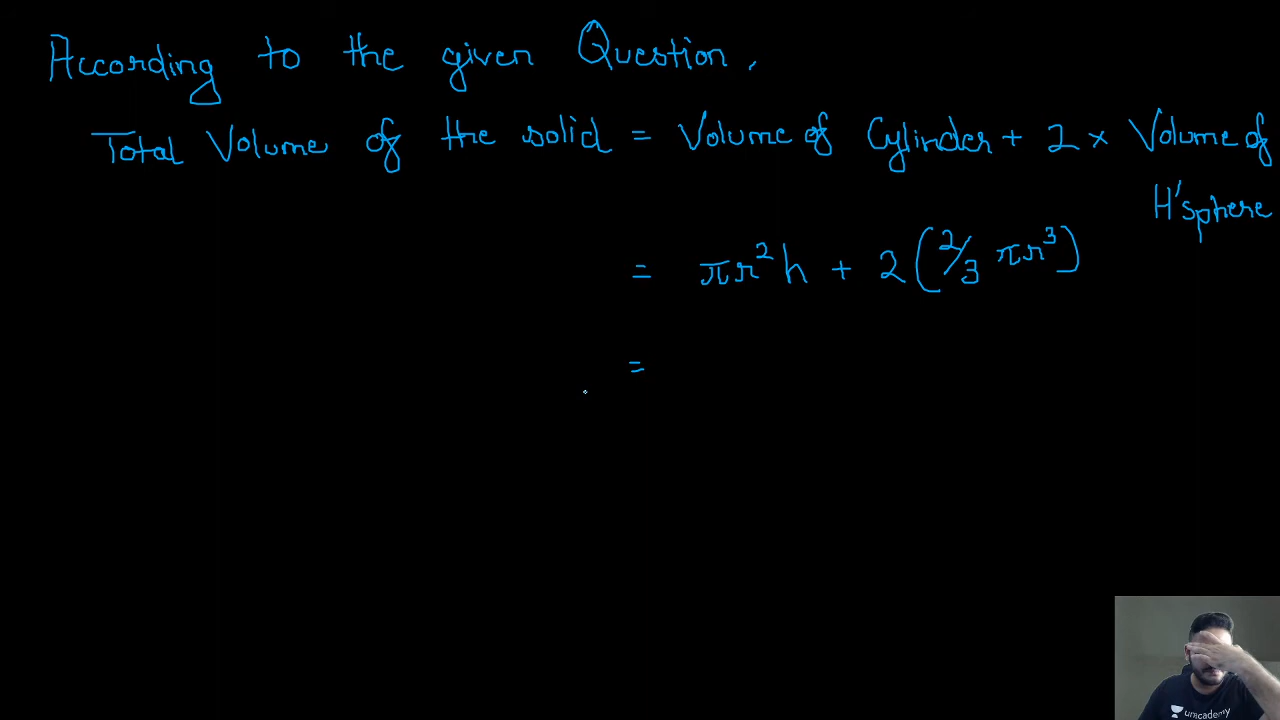 According to the given Question,
Total Volume of the solid = Volume of Cylinder + 2 × Volume of
H'sphere
= πr²h + 2(2/3 πr³)
=
unacademy